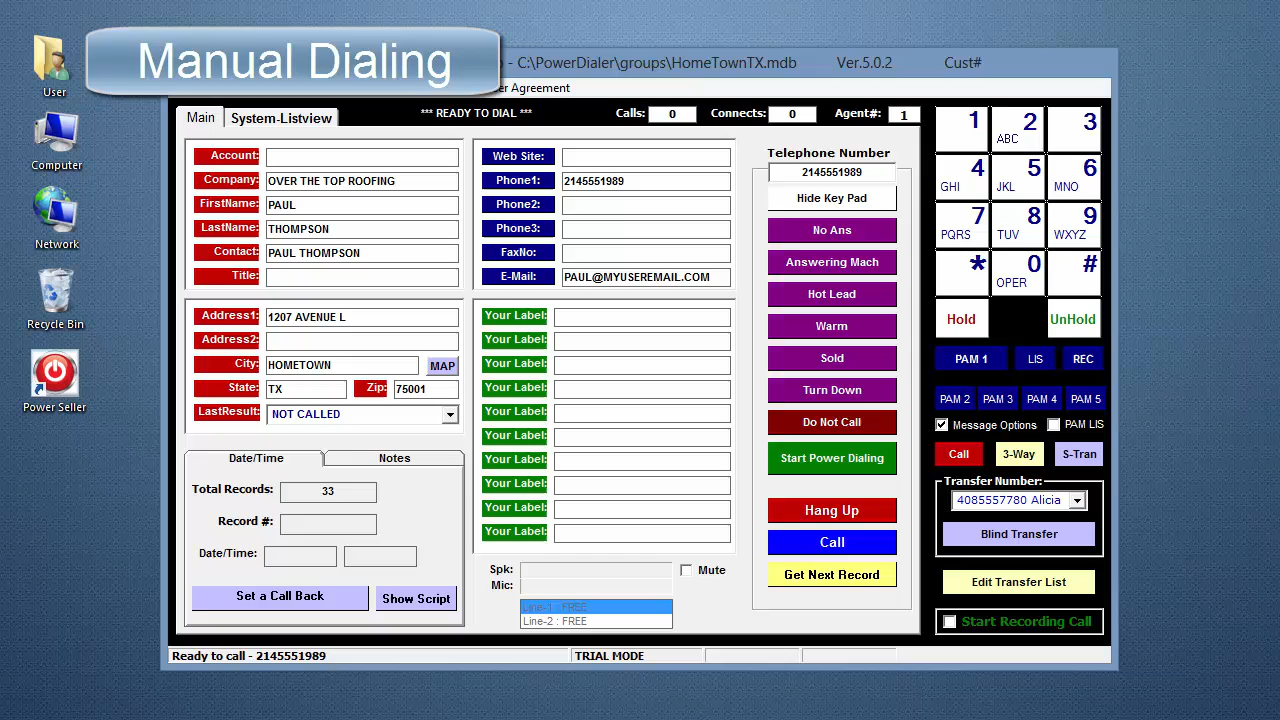 Manual Dialing
- C:\PowerDialer\groups\HomeTownTX.mdb Ver.5.0.2 Cust#
Agreement
User
Computer
Network
Recycle Bin
Power Seller
Main
System-Listview
*** READY TO DIAL ***
Calls: 0
Connects: 0
Agent#: 1
Account:
Company: OVER THE TOP ROOFING
FirstName: PAUL
LastName: THOMPSON
Contact: PAUL THOMPSON
Title:
Web Site:
Phone1: 2145551989
Phone2:
Phone3:
FaxNo:
E-Mail: PAUL@MYUSEREMAIL.COM
Address1: 1207 AVENUE L
Address2:
City: HOMETOWN MAP
State: TX Zip: 75001
LastResult: NOT CALLED
Your Label:
Your Label:
Your Label:
Your Label:
Your Label:
Your Label:
Your Label:
Your Label:
Your Label:
Your Label:
Date/Time
Notes
Total Records: 33
Record #:
Date/Time:
Set a Call Back
Show Script
Spk:
Mic:
Mute
Line-1 : FREE
Line-2 : FREE
Telephone Number
2145551989
Hide Key Pad
No Ans
Answering Mach
Hot Lead
Warm
Sold
Turn Down
Do Not Call
Start Power Dialing
Hang Up
Call
Get Next Record
1
2 ABC
3
4 GHI
5 JKL
6 MNO
7 PQRS
8 TUV
9 WXYZ
*
0 OPER
#
Hold
UnHold
PAM 1
LIS
REC
PAM 2
PAM 3
PAM 4
PAM 5
Message Options
PAM LIS
Call
3-Way
S-Tran
Transfer Number:
4085557780 Alicia
Blind Transfer
Edit Transfer List
Start Recording Call
Ready to call - 2145551989
TRIAL MODE